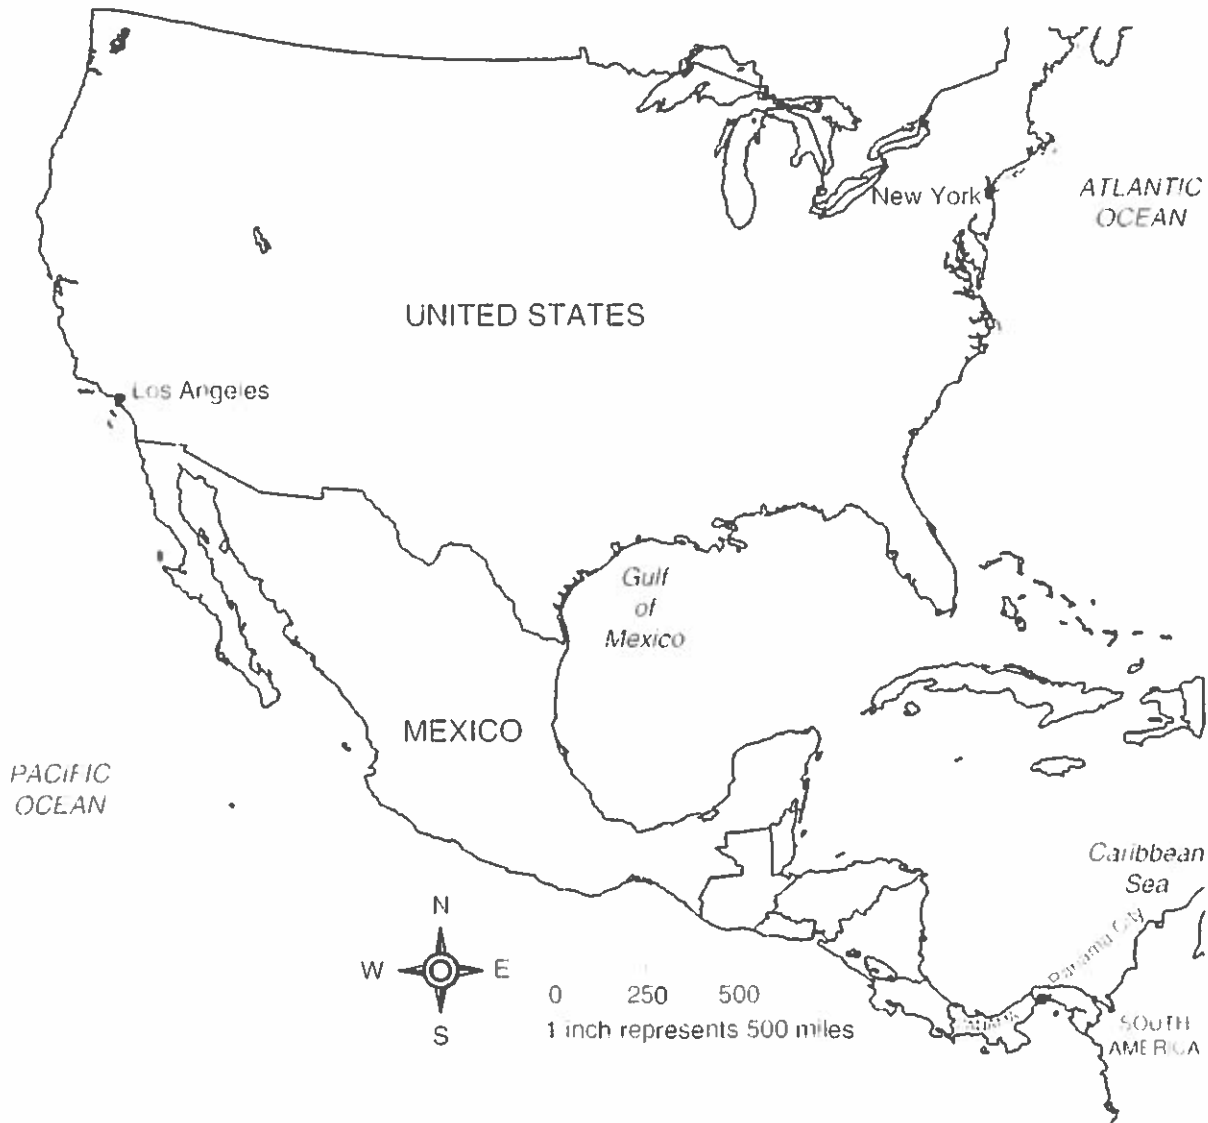 New York
ATLANTIC
OCEAN
UNITED STATES
Los Angeles
Gulf
of
Mexico
MEXICO
PACIFIC
OCEAN
Caribbean
Sea
Panama City
N
W E
S
0 250 500
1 inch represents 500 miles
SOUTH
AMERICA